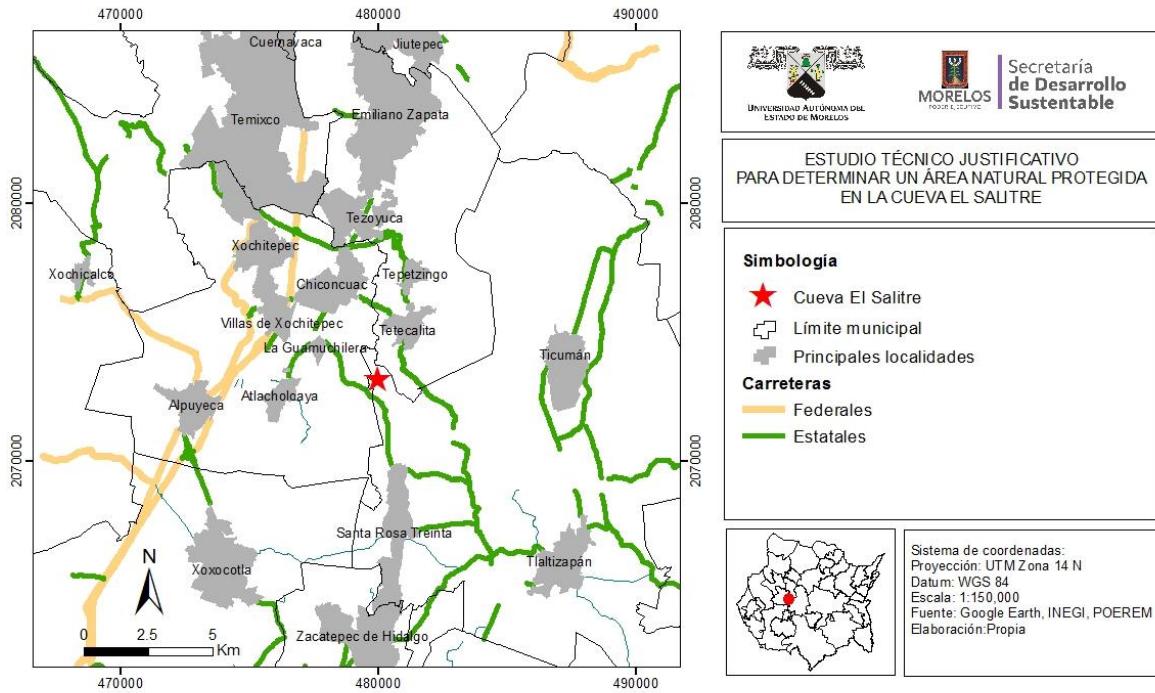 470000
480000
490000
Cuernavaca
Jiutepec
Temixco
Emiliano Zapata
2080000
2080000
Tezoyuca
Xochitepec
Xochicalco
Chiconcuac
Tepetzingo
Villas de Xochitepec
Tetecalita
La Guamuchilera
Ticumán
Alpuyeca
Atlacholoaya
2070000
2070000
Santa Rosa Treinta
Xoxocotla
Tlaltizapán
N
Zacatepec de Hidalgo
0 2.5 5
Km
470000
480000
490000
UNIVERSIDAD AUTÓNOMA DEL
ESTADO DE MORELOS
MORELOS
PODER EJECUTIVO
Secretaría
de Desarrollo
Sustentable
ESTUDIO TÉCNICO JUSTIFICATIVO
PARA DETERMINAR UN ÁREA NATURAL PROTEGIDA
EN LA CUEVA EL SALITRE
Simbología
Cueva El Salitre
Límite municipal
Principales localidades
Carreteras
Federales
Estatales
Sistema de coordenadas:
Proyección: UTM Zona 14 N
Datum: WGS 84
Escala: 1:150,000
Fuente: Google Earth, INEGI, POEREM
Elaboración:Propia